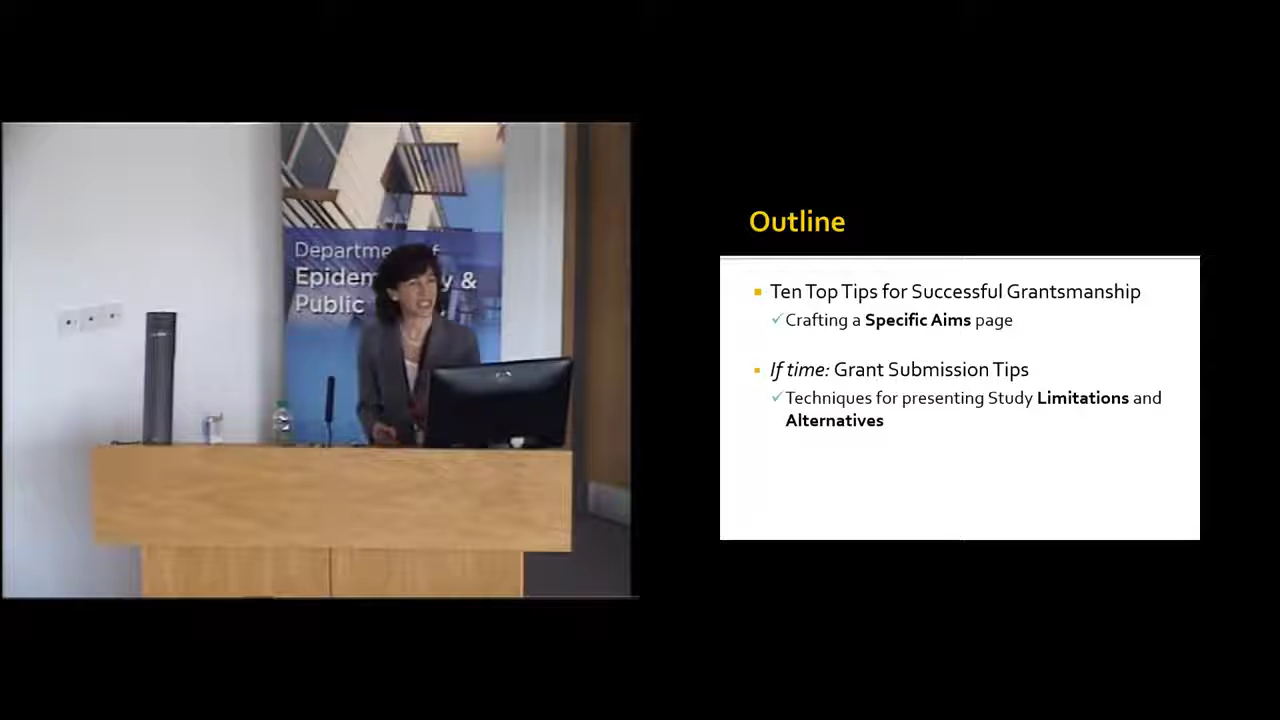 Departme f
Epidem y &
Public
Outline
Ten Top Tips for Successful Grantsmanship
Crafting a Specific Aims page
If time: Grant Submission Tips
Techniques for presenting Study Limitations and
Alternatives